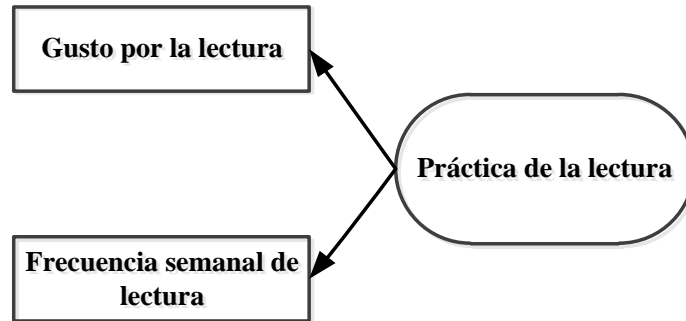 Gusto por la lectura
Práctica de la lectura
Frecuencia semanal de
lectura